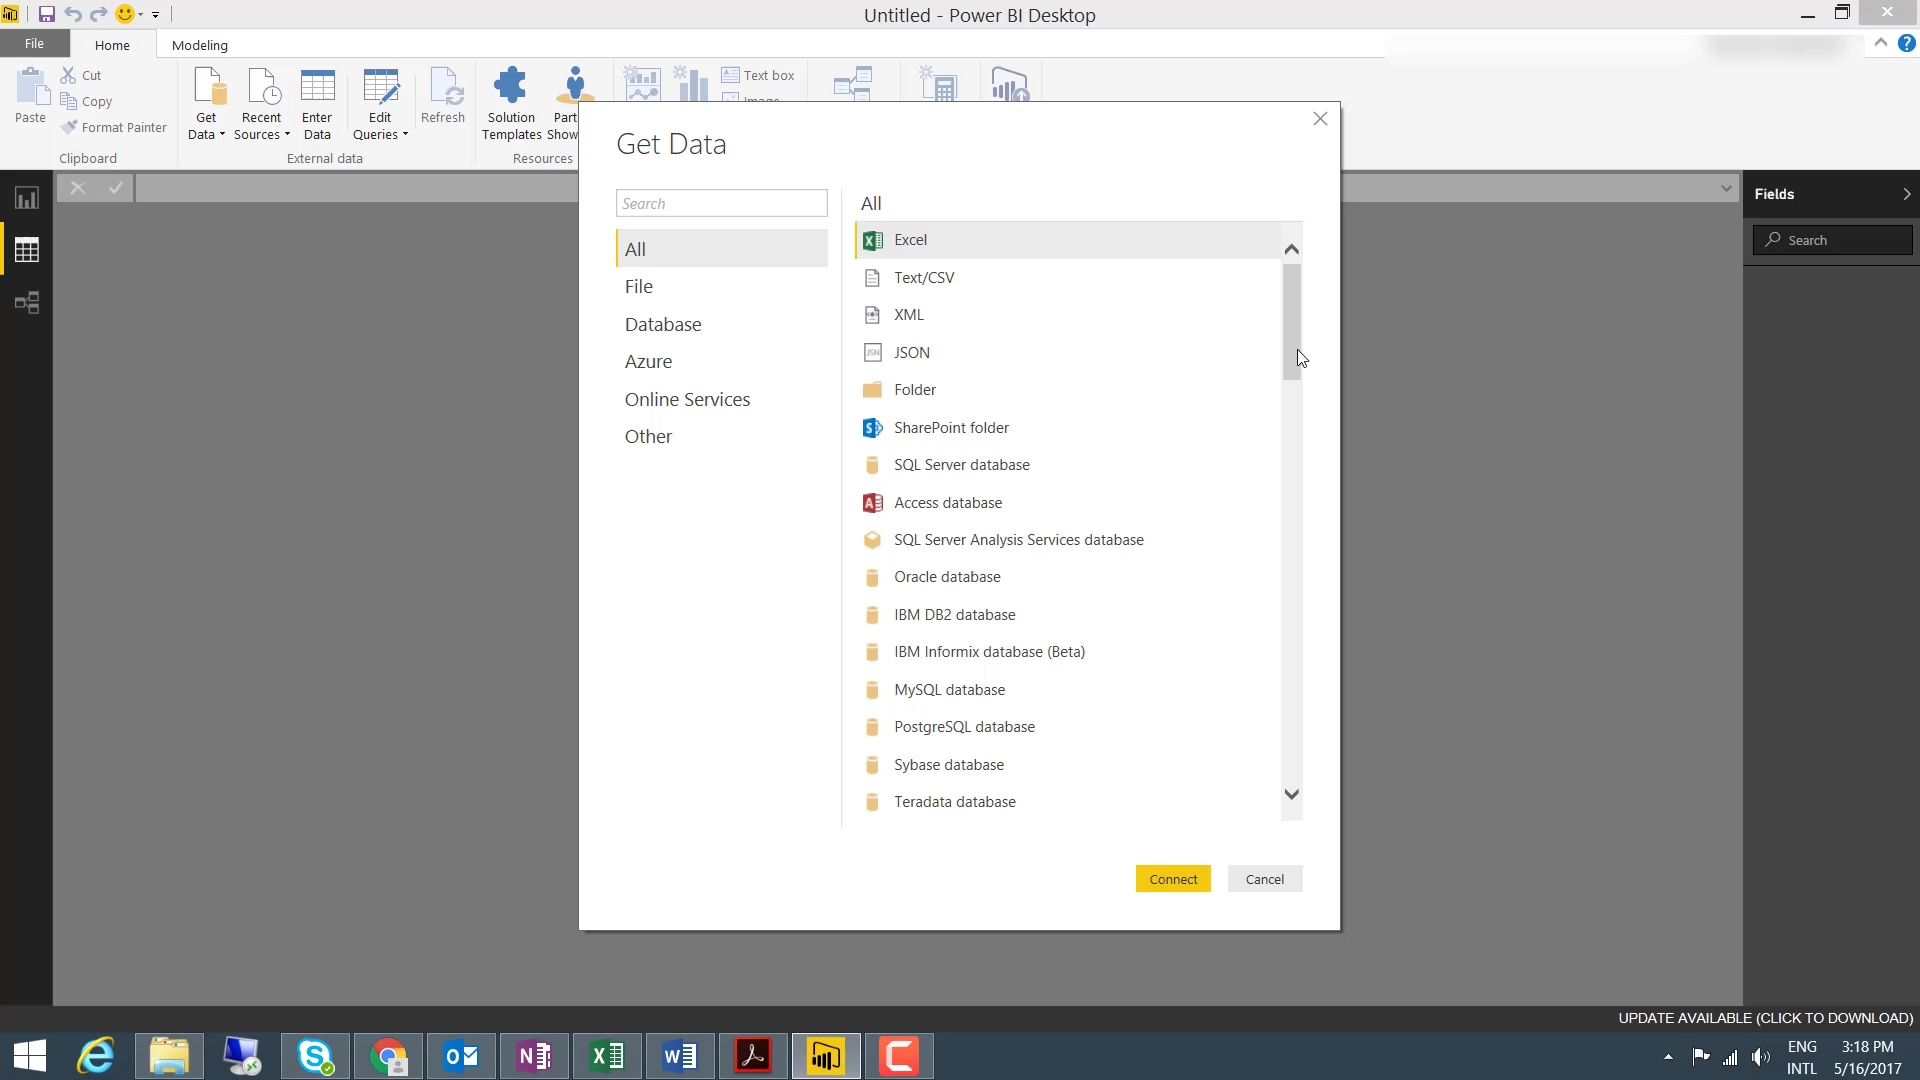 Untitled - Power BI Desktop
File
Home
Modeling
Paste
Cut
Copy
Format Painter
Clipboard
Get
Data
Recent
Sources
Enter
Data
Edit
Queries
Refresh
External data
Solution
Templates
Part
Show
Resources
Text box
Get Data
Search
All
File
Database
Azure
Online Services
Other
All
Excel
Text/CSV
XML
JSON
Folder
SharePoint folder
SQL Server database
Access database
SQL Server Analysis Services database
Oracle database
IBM DB2 database
IBM Informix database (Beta)
MySQL database
PostgreSQL database
Sybase database
Teradata database
Connect
Cancel
Fields
Search
UPDATE AVAILABLE (CLICK TO DOWNLOAD)
ENG
INTL
3:18 PM
5/16/2017